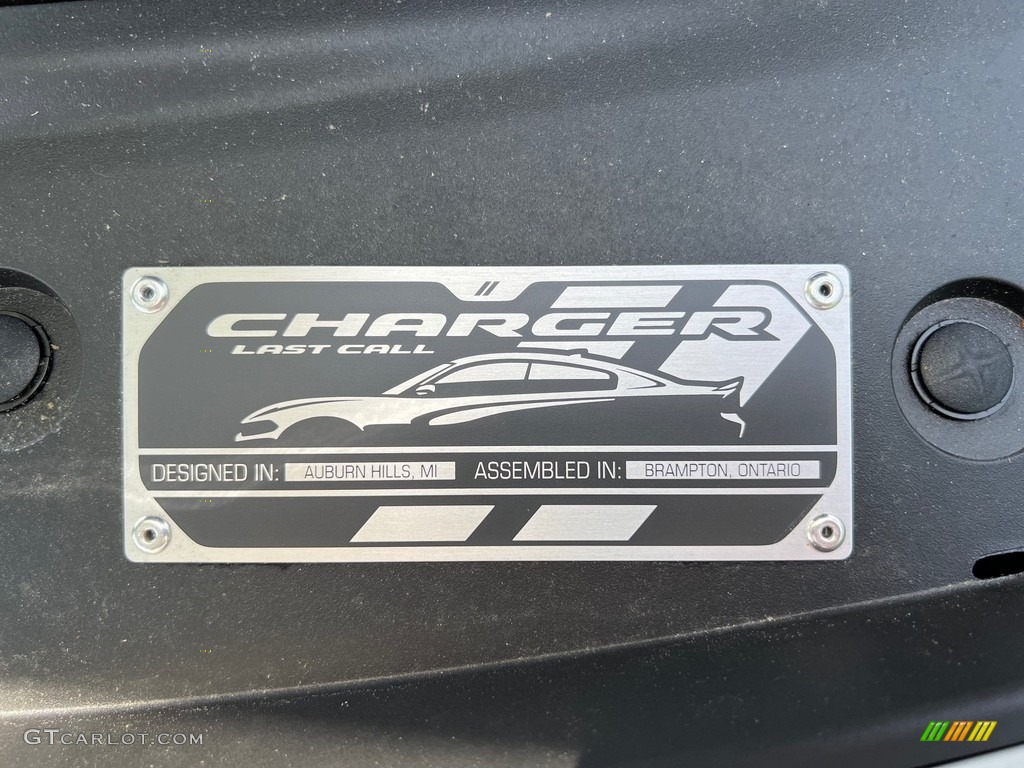 CHARGER
LAST CALL
DESIGNED IN: AUBURN HILLS, MI ASSEMBLED IN: BRAMPTON, ONTARIO
GTCARLOT.COM